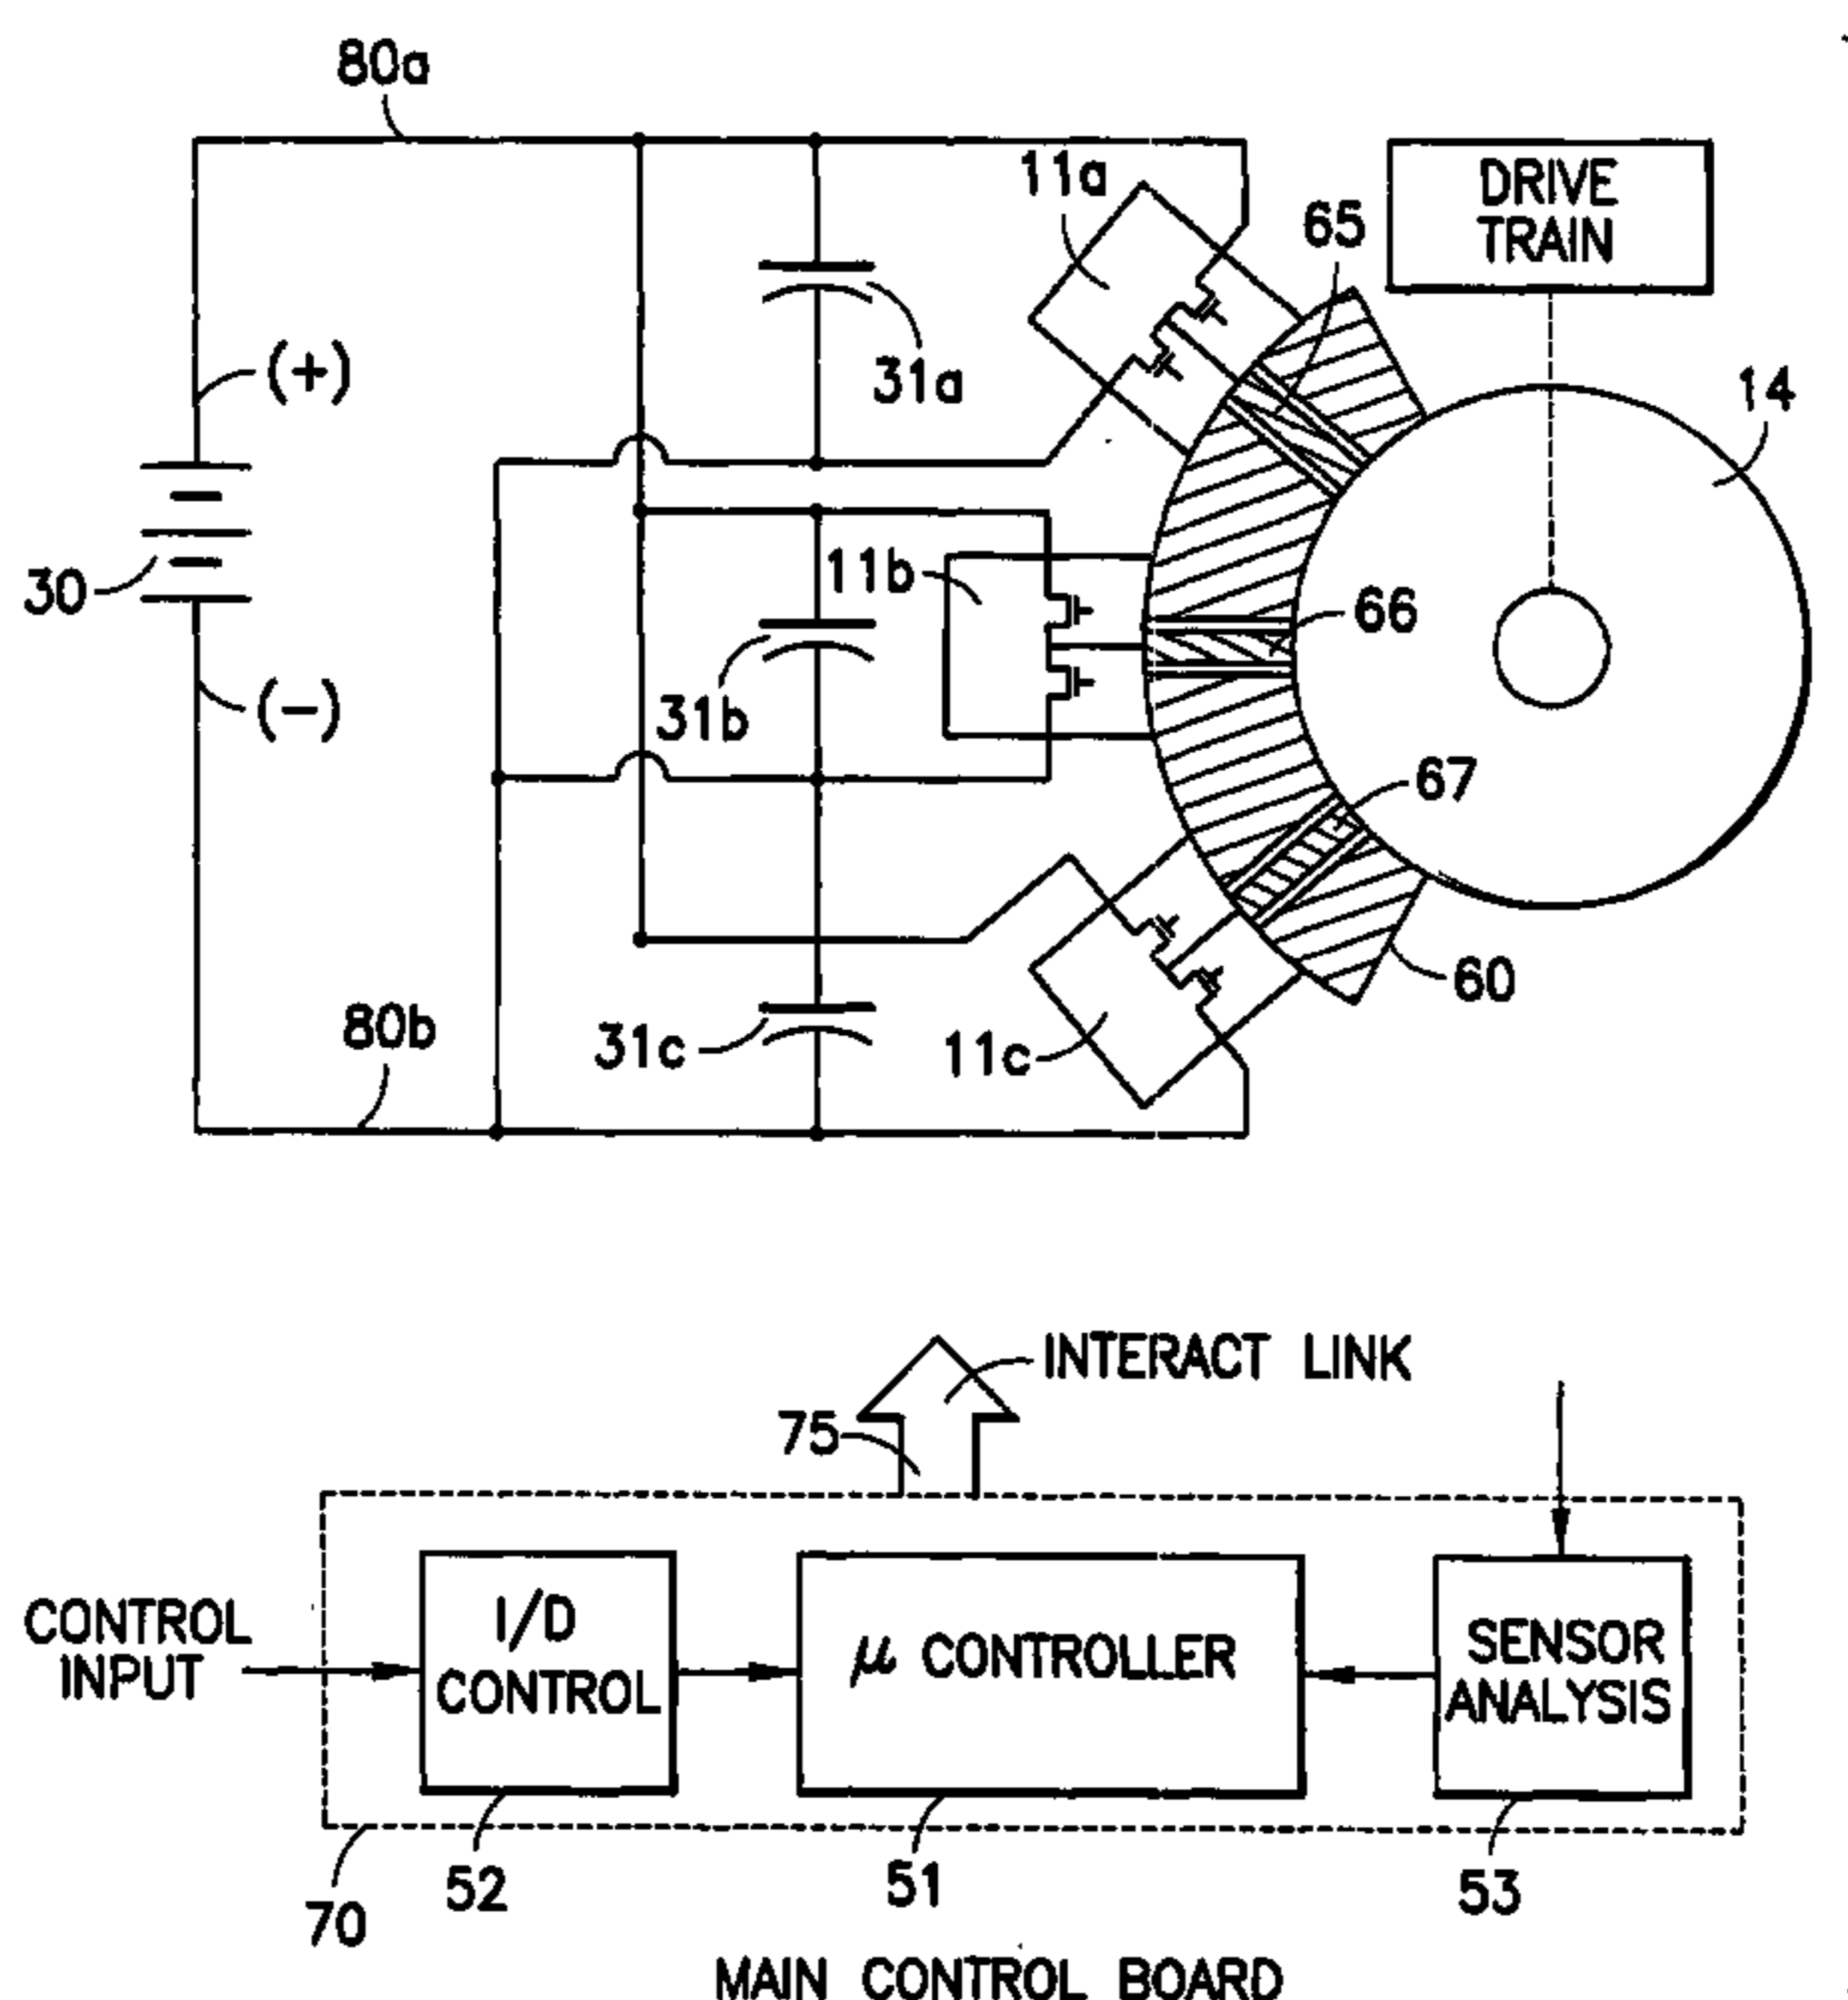 80a
11a
DRIVE
TRAIN
65
(+)
31a
14
30
11b
66
(−)
31b
67
60
80b
31c
11c
INTERACT LINK
75
CONTROL
INPUT
I/D
CONTROL
μ CONTROLLER
SENSOR
ANALYSIS
52
51
53
70
MAIN CONTROL BOARD